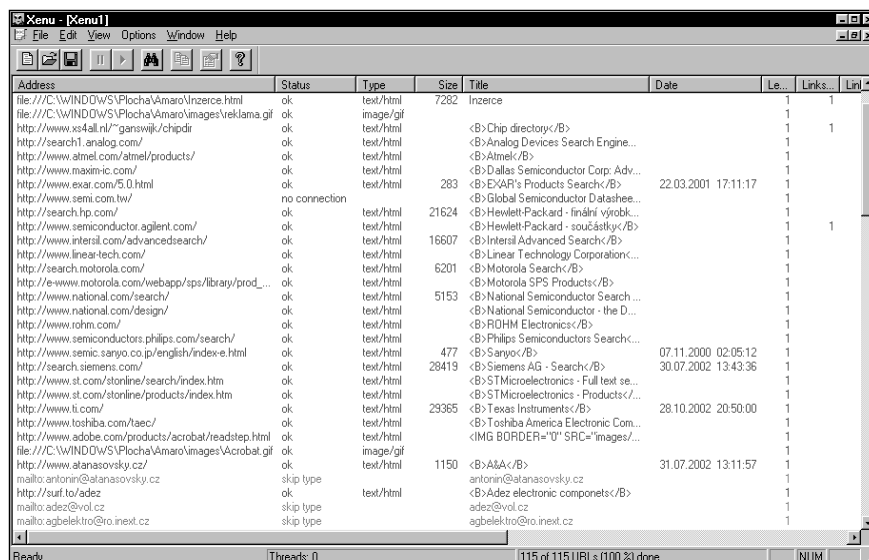 Xenu - [Xenu1]
File Edit View Options Window Help
Address Status Type Size Title Date Le... Links...
file:///C:\WINDOWS\Plocha\Amaro\Inzerce.html ok text/html 7282 Inzerce 1 1
file:///C:\WINDOWS\Plocha\Amaro\images\reklama.gif ok image/gif 1
http://www.xs4all.nl/~ganswijk/chipdir ok text/html <B>Chip directory</B> 1 1
http://search1.analog.com/ ok text/html <B>Analog Devices Search Engine... 1
http://www.atmel.com/atmel/products/ ok text/html <B>Atmel</B> 1
http://www.maxim-ic.com/ ok text/html <B>Dallas Semiconductor Corp: Adv... 1
http://www.exar.com/5.0.html ok text/html 283 <B>EXAR's Products Search</B> 22.03.2001 17:11:17 1
http://www.semi.com.tw/ no connection <B>Global Semiconductor Datashee... 1
http://search.hp.com/ ok text/html 21624 <B>Hewlett-Packard - finální výrobk... 1
http://www.semiconductor.agilent.com/ ok text/html <B>Hewlett-Packard - součástky</B> 1 1
http://www.intersil.com/advancedsearch/ ok text/html 16607 <B>Intersil Advanced Search</B> 1
http://www.linear-tech.com/ ok text/html <B>Linear Technology Corporation<... 1
http://search.motorola.com/ ok text/html 6201 <B>Motorola Search</B> 1
http://e-www.motorola.com/webapp/sps/library/prod_... ok text/html <B>Motorola SPS Products</B> 1
http://www.national.com/search/ ok text/html 5153 <B>National Semiconductor Search ... 1
http://www.national.com/design/ ok text/html <B>National Semiconductor - the D... 1
http://www.rohm.com/ ok text/html <B>ROHM Electronics</B> 1
http://www.semiconductors.philips.com/search/ ok text/html <B>Philips Semiconductors Search<... 1
http://www.semic.sanyo.co.jp/english/index-e.html ok text/html 477 <B>Sanyo</B> 07.11.2000 02:05:12 1
http://search.siemens.com/ ok text/html 28419 <B>Siemens AG - Search</B> 30.07.2002 13:43:36 1
http://www.st.com/stonline/search/index.htm ok text/html <B>STMicroelectronics - Full text se... 1
http://www.st.com/stonline/products/index.htm ok text/html <B>STMicroelectronics - Products</... 1
http://www.ti.com/ ok text/html 29365 <B>Texas Instruments</B> 28.10.2002 20:50:00 1
http://www.toshiba.com/taec/ ok text/html <B>Toshiba America Electronic Com... 1
http://www.adobe.com/products/acrobat/readstep.html ok text/html <IMG BORDER="0" SRC="images/... 1
file:///C:\WINDOWS\Plocha\Amaro\images\Acrobat.gif ok image/gif 1
http://www.atanasovsky.cz/ ok text/html 1150 <B>A&A</B> 31.07.2002 13:11:57 1
mailto:antonin@atanasovsky.cz skip type antonin@atanasovsky.cz 1
http://surf.to/adez ok text/html <B>Adez electronic componets</B> 1
mailto:adez@vol.cz skip type adez@vol.cz 1
mailto:agbelektro@ro.inext.cz skip type agbelektro@ro.inext.cz 1
Ready Threads: 0 115 of 115 URLs (100 %) done NUM